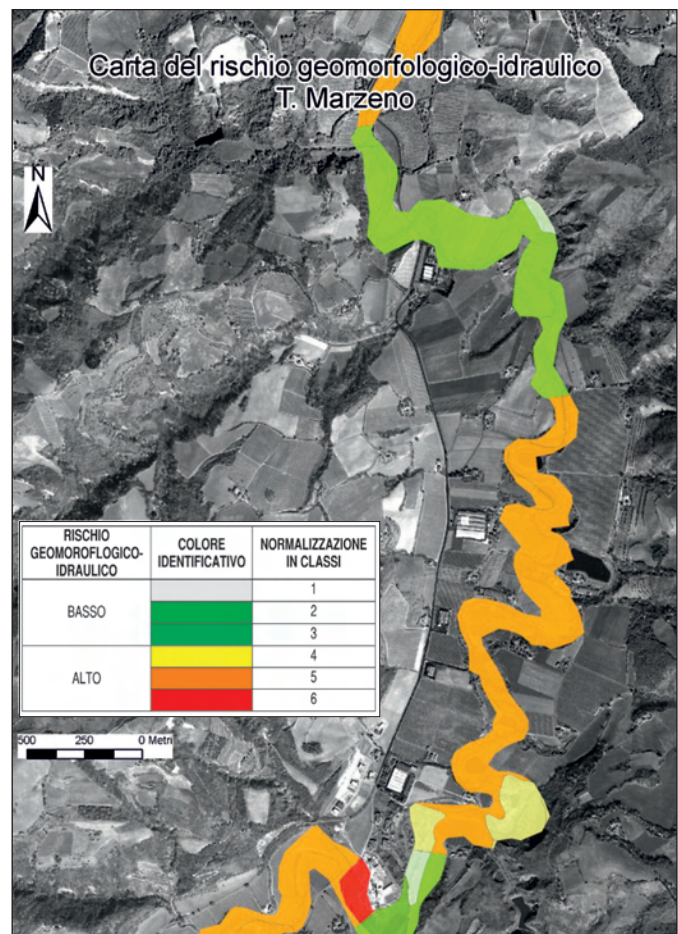 Carta del rischio geomorfologico-idraulico
T. Marzeno
N
RISCHIO GEOMOROFLOGICO-IDRAULICO
COLORE IDENTIFICATIVO
NORMALIZZAZIONE IN CLASSI
BASSO
1
2
3
ALTO
4
5
6
500 250 0 Metri